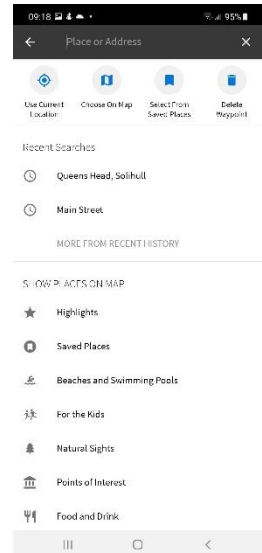 09:18 95%
Place or Address
Use Current Location
Choose On Map
Select From Saved Places
Delete Waypoint
Recent Searches
Queens Head, Solihull
Main Street
MORE FROM RECENT HISTORY
SHOW PLACES ON MAP
Highlights
Saved Places
Beaches and Swimming Pools
For the Kids
Natural Sights
Points of Interest
Food and Drink